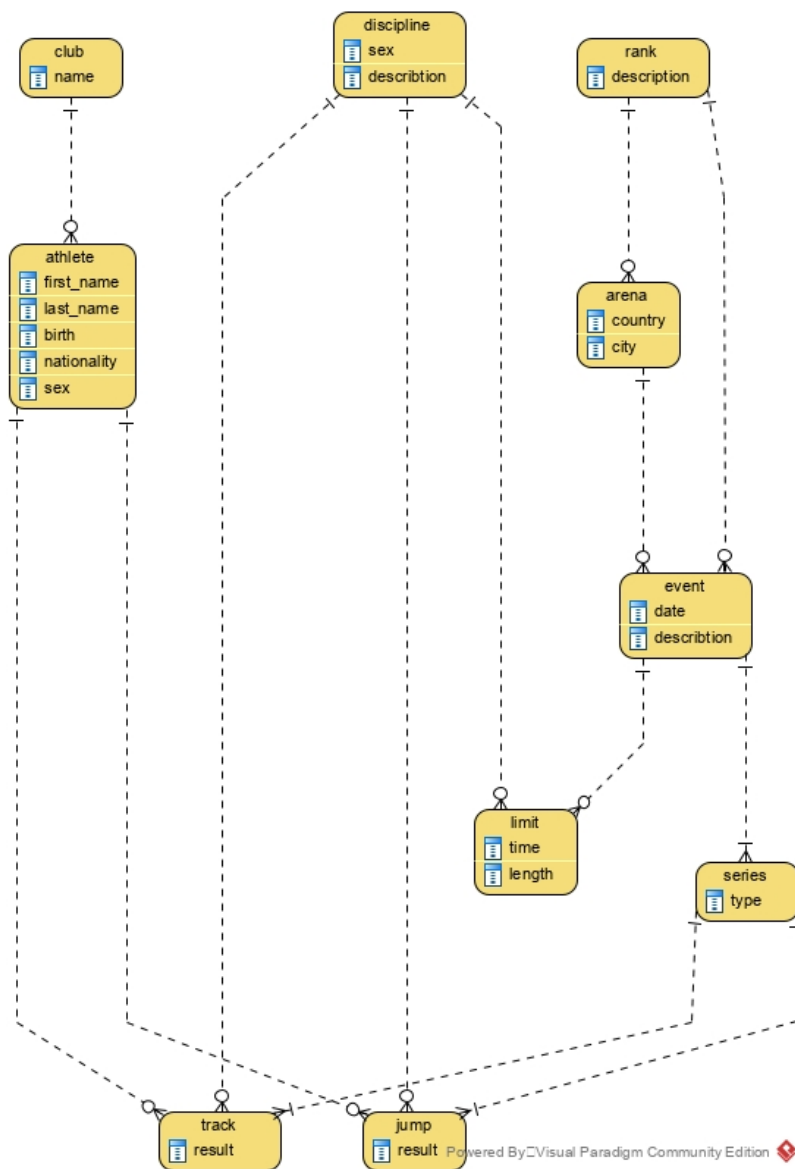 club
name
discipline
sex
describtion
rank
description
athlete
first_name
last_name
birth
nationality
sex
arena
country
city
event
date
describtion
limit
time
length
series
type
track
result
jump
result
Powered By Visual Paradigm Community Edition